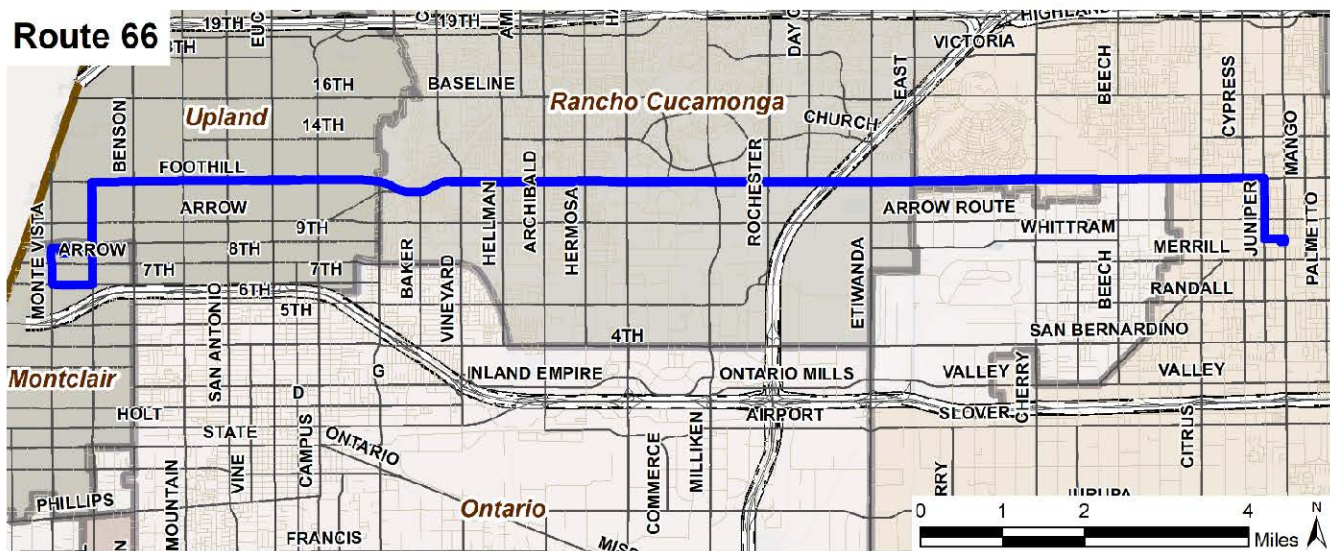 Route 66
19TH
19TH
HIGHLAND
VICTORIA
BASELINE
16TH
Upland
Rancho Cucamonga
EAST
BEECH
CYPRESS
MANGO
BENSON
14TH
CHURCH
FOOTHILL
ROCHESTER
HELLMAN
ARCHIBALD
HERMOSA
ARROW
ARROW ROUTE
JUNIPER
MONTE VISTA
9TH
WHITTRAM
ARROW
8TH
BAKER
MERRILL
PALMETTO
7TH
7TH
VINEYARD
ETIWANDA
BEECH
RANDALL
6TH
SAN ANTONIO
5TH
4TH
SAN BERNARDINO
Montclair
G
INLAND EMPIRE
ONTARIO MILLS
VALLEY
CHERRY
VALLEY
D
HOLT
AIRPORT
SLOVER
STATE
CAMPUS
ONTARIO
COMMERCE
MILLIKEN
CITRUS
VINE
MOUNTAIN
PHILLIPS
Ontario
JURUPA
FRANCIS
0 1 2 4
Miles
N